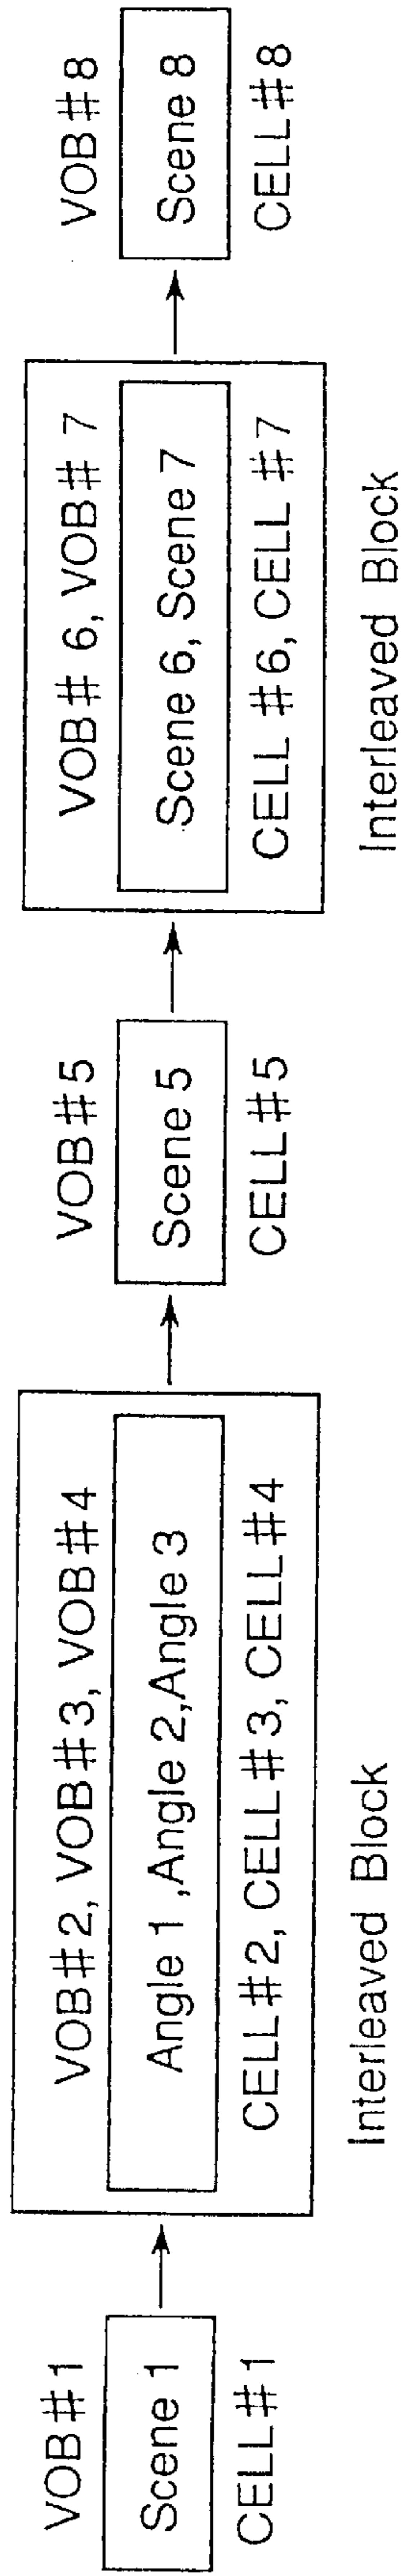 VOB#1
Scene 1
CELL#1
VOB#2, VOB#3, VOB#4
Angle 1 ,Angle 2,Angle 3
CELL#2, CELL#3, CELL#4
Interleaved Block
VOB#5
Scene 5
CELL#5
VOB# 6, VOB# 7
Scene 6, Scene 7
CELL #6, CELL #7
Interleaved Block
VOB#8
Scene 8
CELL#8